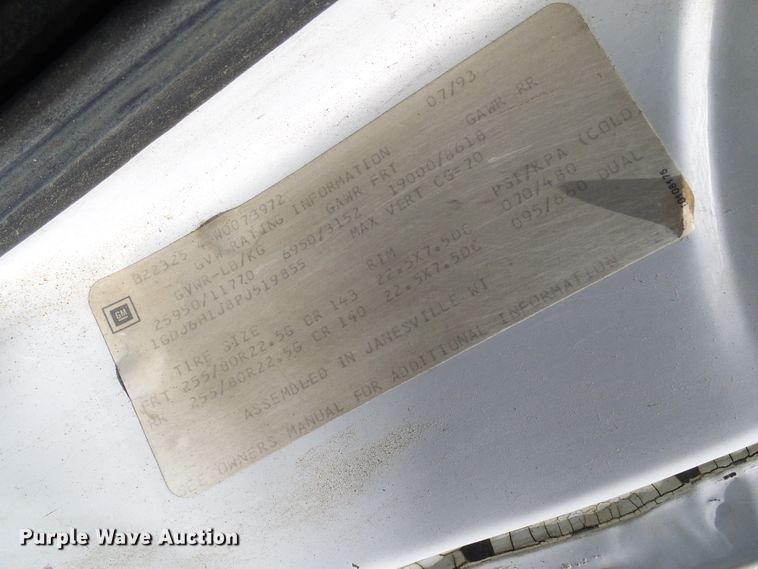 07/93
GVW RATING INFORMATION
GVWR-LB/KG GAWR FRT GAWR RR
25950/11770 6950/3152 19000/8618
1GDJ6H1J8PJ519855 MAX VERT CG=70
TIRE SIZE RIM PSI/KPA (COLD)
FRT 255/80R22.5G CR 143 22.5X7.5DC 070/480
RR 255/80R22.5G CR 140 22.5X7.5DC DUAL
ASSEMBLED IN JANESVILLE WI
SEE OWNERS MANUAL FOR ADDITIONAL INFORMATION
GM
Purple Wave Auction